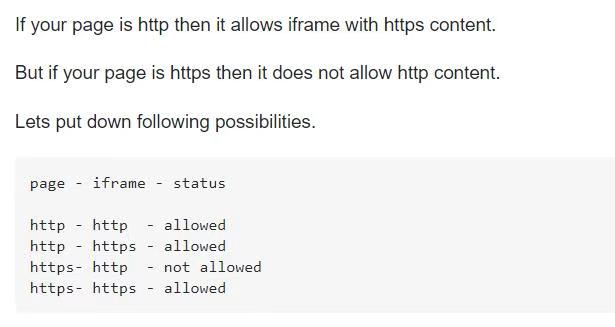 If your page is http then it allows iframe with https content.
But if your page is https then it does not allow http content.
Lets put down following possibilities.
page - iframe - status
http - http  - allowed
http - https - allowed
https- http  - not allowed
https- https - allowed